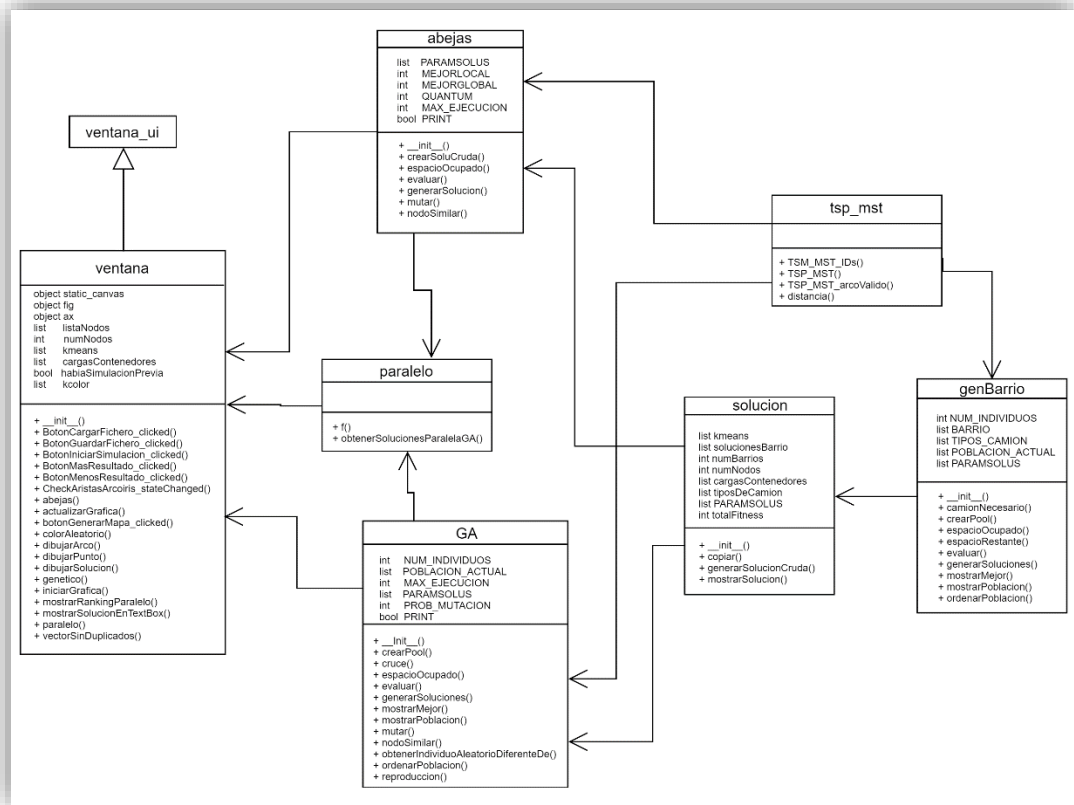 abejas
list PARAMSOLUS
int MEJORLOCAL
int MEJORGLOBAL
int QUANTUM
int MAX_EJECUCION
bool PRINT
+ __init__()
+ crearSoluCruda()
+ espacioOcupado()
+ evaluar()
+ generarSolucion()
+ mutar()
+ nodoSimilar()
ventana_ui
ventana
object static_canvas
object fig
object ax
list listaNodos
int numNodos
list kmeans
list cargasContenedores
bool habiaSimulacionPrevia
list kcolor
+ __init__()
+ BotonCargarFichero_clicked()
+ BotonGuardarFichero_clicked()
+ BotonIniciarSimulacion_clicked()
+ BotonMasResultado_clicked()
+ BotonMenosResultado_clicked()
+ CheckAristasArcoiris_stateChanged()
+ abejas()
+ actualizarGrafica()
+ botonGenerarMapa_clicked()
+ colorAleatorio()
+ dibujarArco()
+ dibujarPunto()
+ dibujarSolucion()
+ genetico()
+ iniciarGrafica()
+ mostrarRankingParalelo()
+ mostrarSolucionEnTextBox()
+ paralelo()
+ vectorSinDuplicados()
paralelo
+ f()
+ obtenerSolucionesParalelaGA()
GA
int NUM_INDIVIDUOS
list POBLACION_ACTUAL
int MAX_EJECUCION
list PARAMSOLUS
int PROB_MUTACION
bool PRINT
+ __Init__()
+ crearPool()
+ cruce()
+ espacioOcupado()
+ evaluar()
+ generarSoluciones()
+ mostrarMejor()
+ mostrarPoblacion()
+ mutar()
+ nodoSimilar()
+ obtenerIndividuoAleatorioDiferenteDe()
+ ordenarPoblacion()
+ reproduccion()
tsp_mst
+ TSM_MST_IDs()
+ TSP_MST()
+ TSP_MST_arcoValido()
+ distancia()
solucion
list kmeans
list solucionesBarrio
int numBarrios
int numNodos
list cargasContenedores
list tiposDeCamion
list PARAMSOLUS
int totalFitness
+ __init__()
+ copiar()
+ generarSolucionCruda()
+ mostrarSolucion()
genBarrio
int NUM_INDIVIDUOS
list BARRIO
list TIPOS_CAMION
list POBLACION_ACTUAL
list PARAMSOLUS
+ __init__()
+ camionNecesario()
+ crearPool()
+ espacioOcupado()
+ espacioRestante()
+ evaluar()
+ generarSoluciones()
+ mostrarMejor()
+ mostrarPoblacion()
+ ordenarPoblacion()